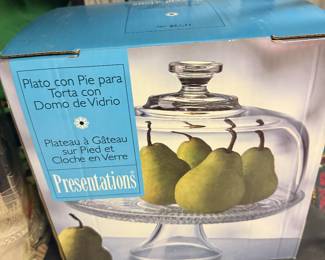 Plato con Pie para
Torta con
Domo de Vidrio
Plateau à Gâteau
sur Pied et
Cloche en Verre
Presentations®